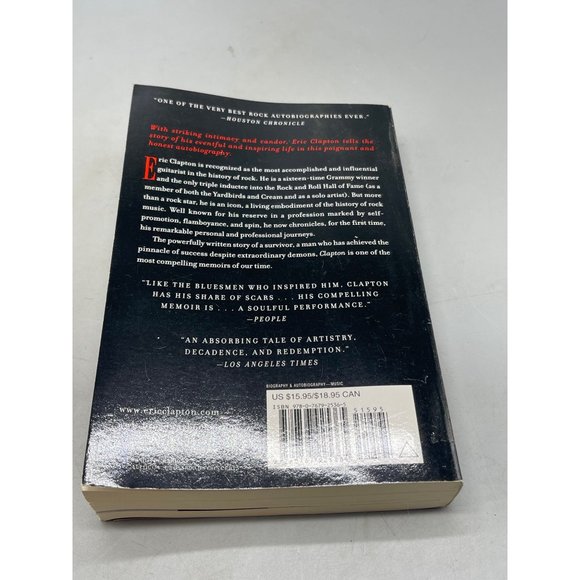 "ONE OF THE VERY BEST ROCK AUTOBIOGRAPHIES EVER."
—HOUSTON CHRONICLE
With striking intimacy and candor, Eric Clapton tells the
story of his eventful and inspiring life in this poignant and
honest autobiography.
Eric Clapton is recognized as the most accomplished and influential
guitarist in the history of rock. He is a sixteen-time Grammy winner
and the only triple inductee into the Rock and Roll Hall of Fame (as a
member of both the Yardbirds and Cream and as a solo artist). But more
than a rock star, he is an icon, a living embodiment of the history of rock
music. Well known for his reserve in a profession marked by self-
promotion, flamboyance, and spin, he now chronicles, for the first time,
his remarkable personal and professional journeys.
The powerfully written story of a survivor, a man who has achieved the
pinnacle of success despite extraordinary demons, Clapton is one of the
most compelling memoirs of our time.
"LIKE THE BLUESMEN WHO INSPIRED HIM, CLAPTON
HAS HIS SHARE OF SCARS . . . HIS COMPELLING
MEMOIR IS . . . A SOULFUL PERFORMANCE."
—PEOPLE
"AN ABSORBING TALE OF ARTISTRY,
DECADENCE, AND REDEMPTION."
—LOS ANGELES TIMES
BIOGRAPHY & AUTOBIOGRAPHY—MUSIC
US $15.95/$18.95 CAN
ISBN 978-0-7679-2536-5
51595
www.ericclapton.com